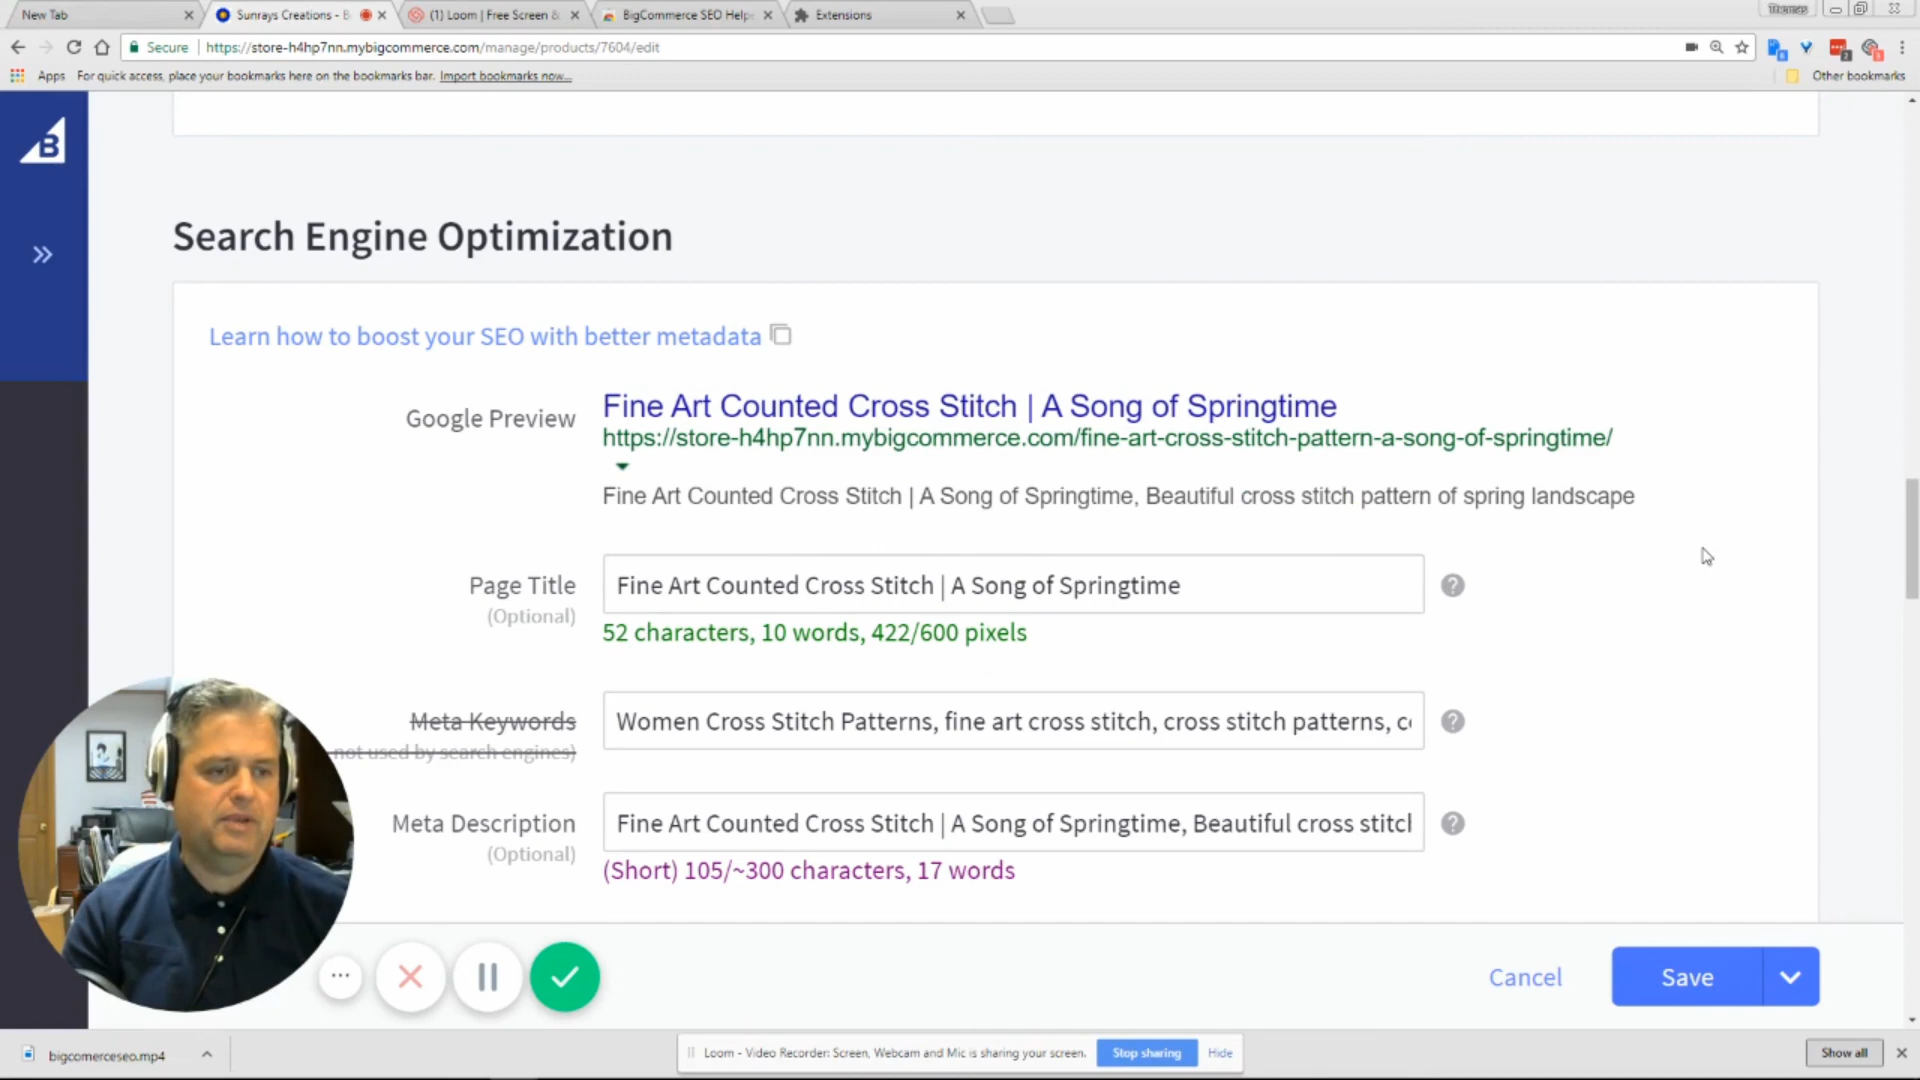 New Tab
Sunrays Creations - B
(1) Loom | Free Screen &
BigCommerce SEO Help
Extensions
Thomas
Secure
https://store-h4hp7nn.mybigcommerce.com/manage/products/7604/edit
Apps
For quick access, place your bookmarks here on the bookmarks bar. Import bookmarks now...
Other bookmarks
B
Search Engine Optimization
Learn how to boost your SEO with better metadata
Google Preview
Fine Art Counted Cross Stitch | A Song of Springtime
https://store-h4hp7nn.mybigcommerce.com/fine-art-cross-stitch-pattern-a-song-of-springtime/
Fine Art Counted Cross Stitch | A Song of Springtime, Beautiful cross stitch pattern of spring landscape
Page Title
(Optional)
Fine Art Counted Cross Stitch | A Song of Springtime
52 characters, 10 words, 422/600 pixels
Meta Keywords
not used by search engines)
Women Cross Stitch Patterns, fine art cross stitch, cross stitch patterns, c
Meta Description
(Optional)
Fine Art Counted Cross Stitch | A Song of Springtime, Beautiful cross stitch
(Short) 105/~300 characters, 17 words
Cancel
Save
bigcomerceseo.mp4
Loom - Video Recorder: Screen, Webcam and Mic is sharing your screen.
Stop sharing
Hide
Show all